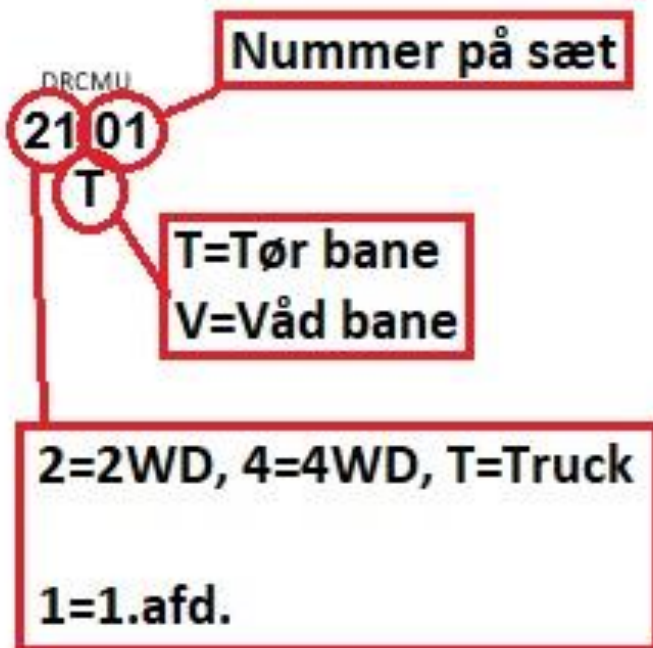 Nummer på sæt
DRCMU
21 01
T
T=Tør bane
V=Våd bane
2=2WD, 4=4WD, T=Truck
1=1.afd.